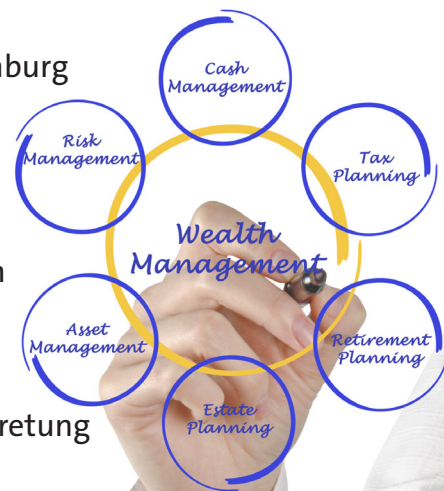 nburg
Cash
Management
Risk
Management
Tax
Planning
Wealth
Management
n
Asset
Management
Retirement
Planning
Estate
Planning
retung